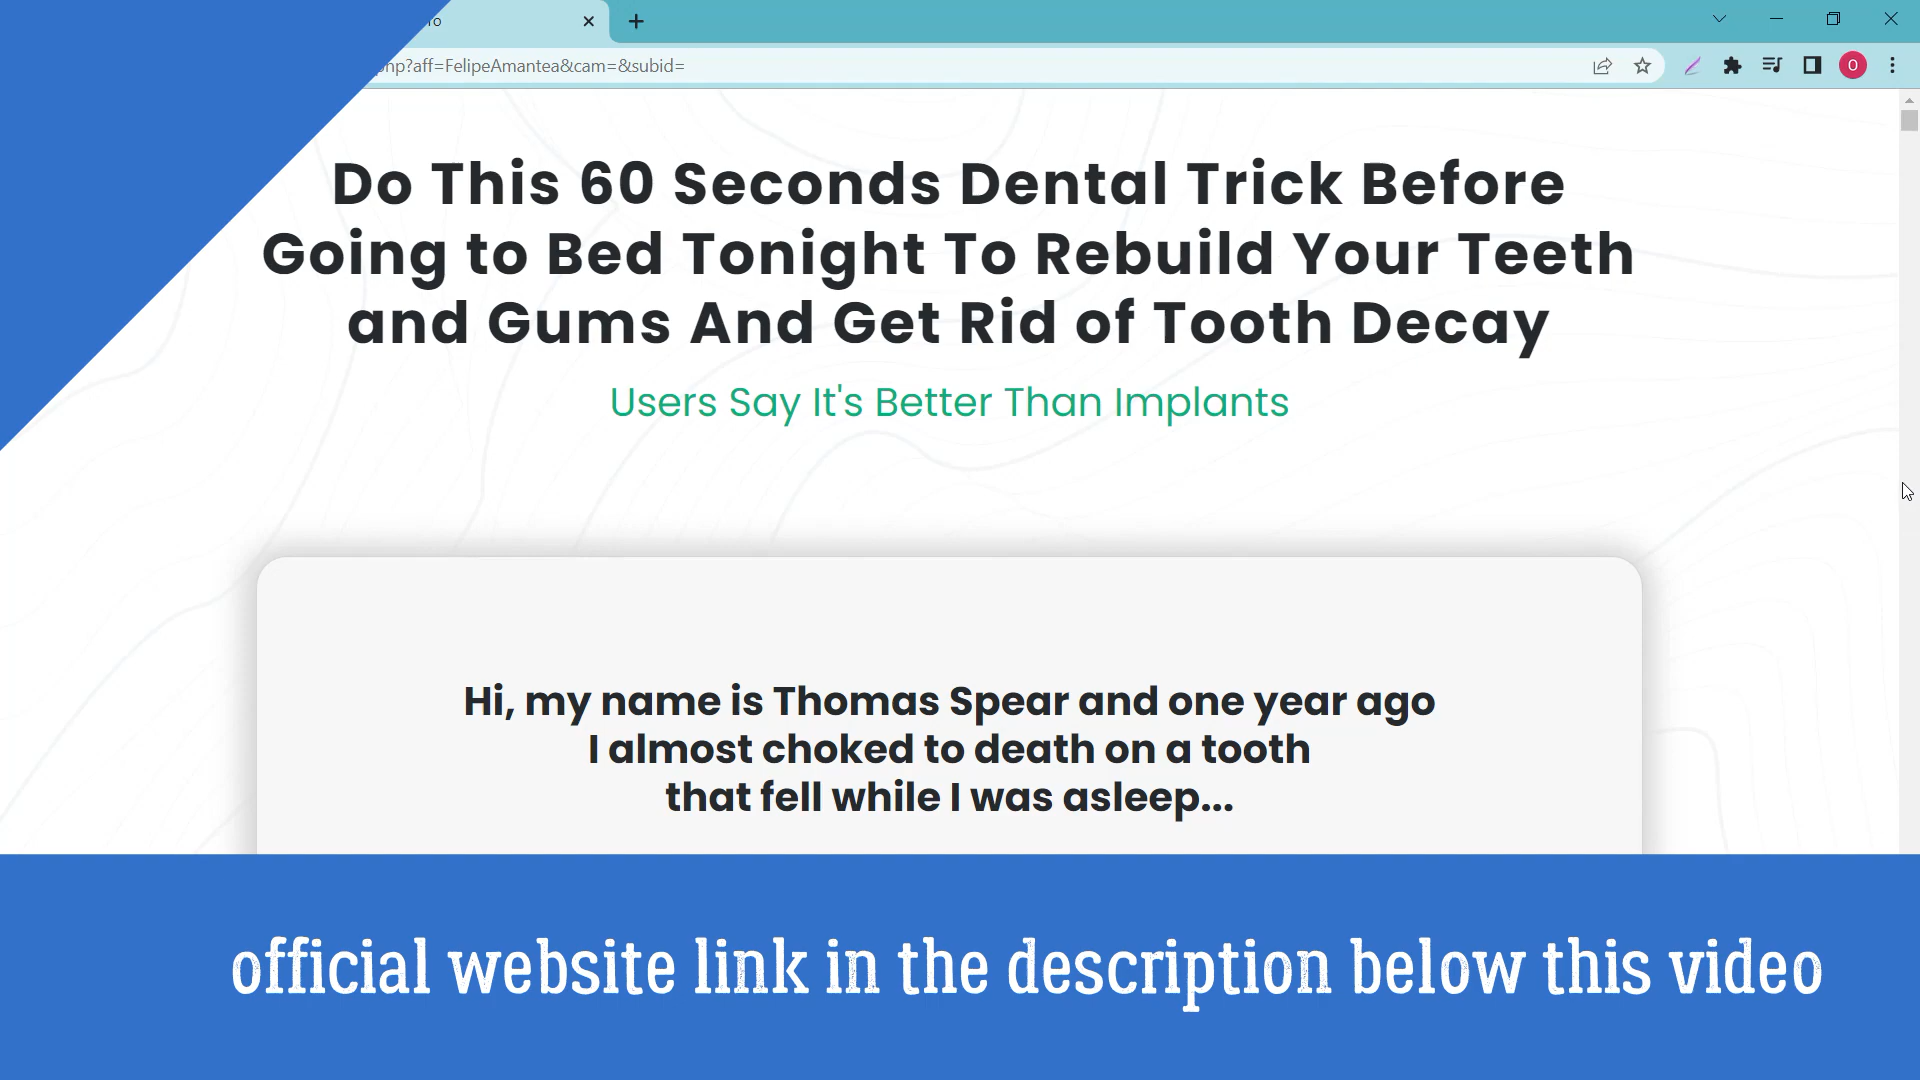 ?aff=FelipeAmantea&cam=&subid=
O
Do This 60 Seconds Dental Trick Before
Going to Bed Tonight To Rebuild Your Teeth
and Gums And Get Rid of Tooth Decay
Users Say It's Better Than Implants
Hi, my name is Thomas Spear and one year ago
I almost choked to death on a tooth
that fell while I was asleep...
official website link in the description below this video